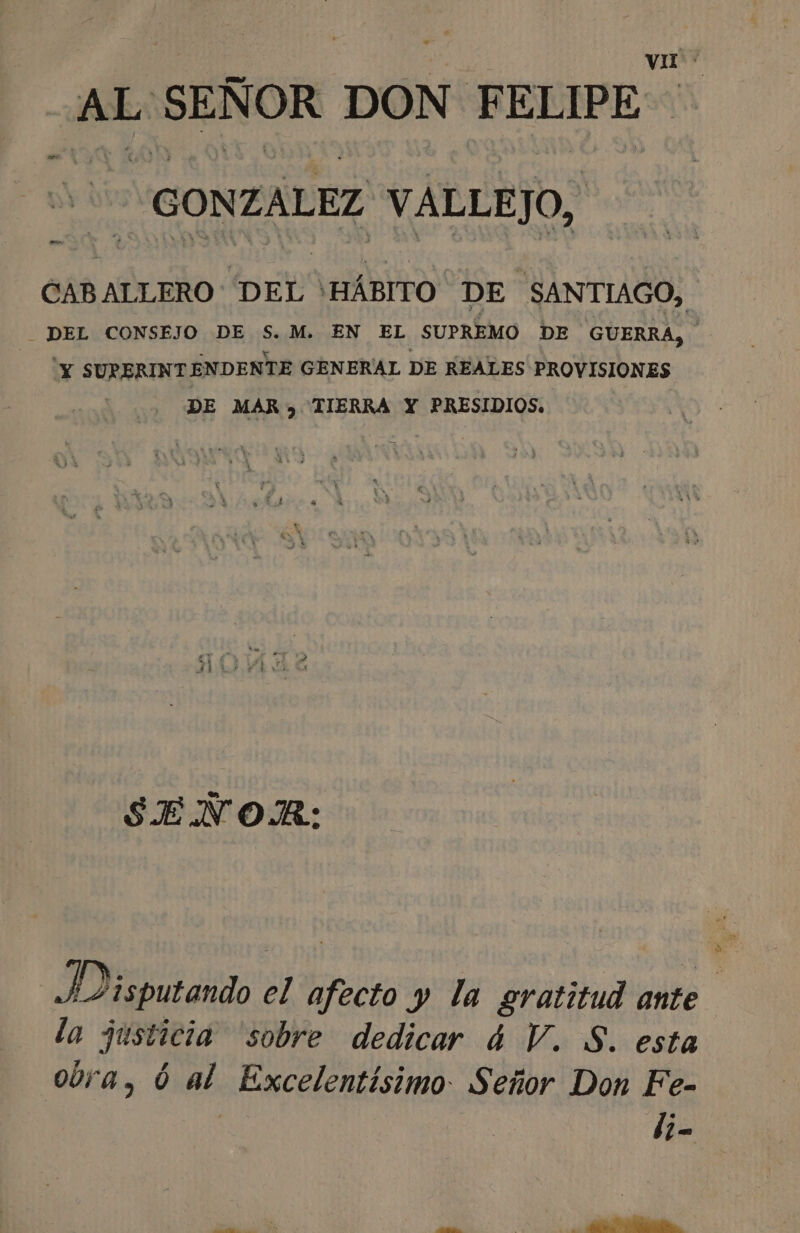 VII
AL SEÑOR DON FELIPE
GONZALEZ VALLEJO,
CABALLERO DEL HÁBITO DE SANTIAGO,
DEL CONSEJO DE S. M. EN EL SUPREMO DE GUERRA,
Y SUPERINTENDENTE GENERAL DE REALES PROVISIONES
DE MAR, TIERRA Y PRESIDIOS.
SEÑOR:
Disputando el afecto y la gratitud ante
la justicia sobre dedicar á V. S. esta
obra, ó al Excelentísimo Señor Don Fe-
li-